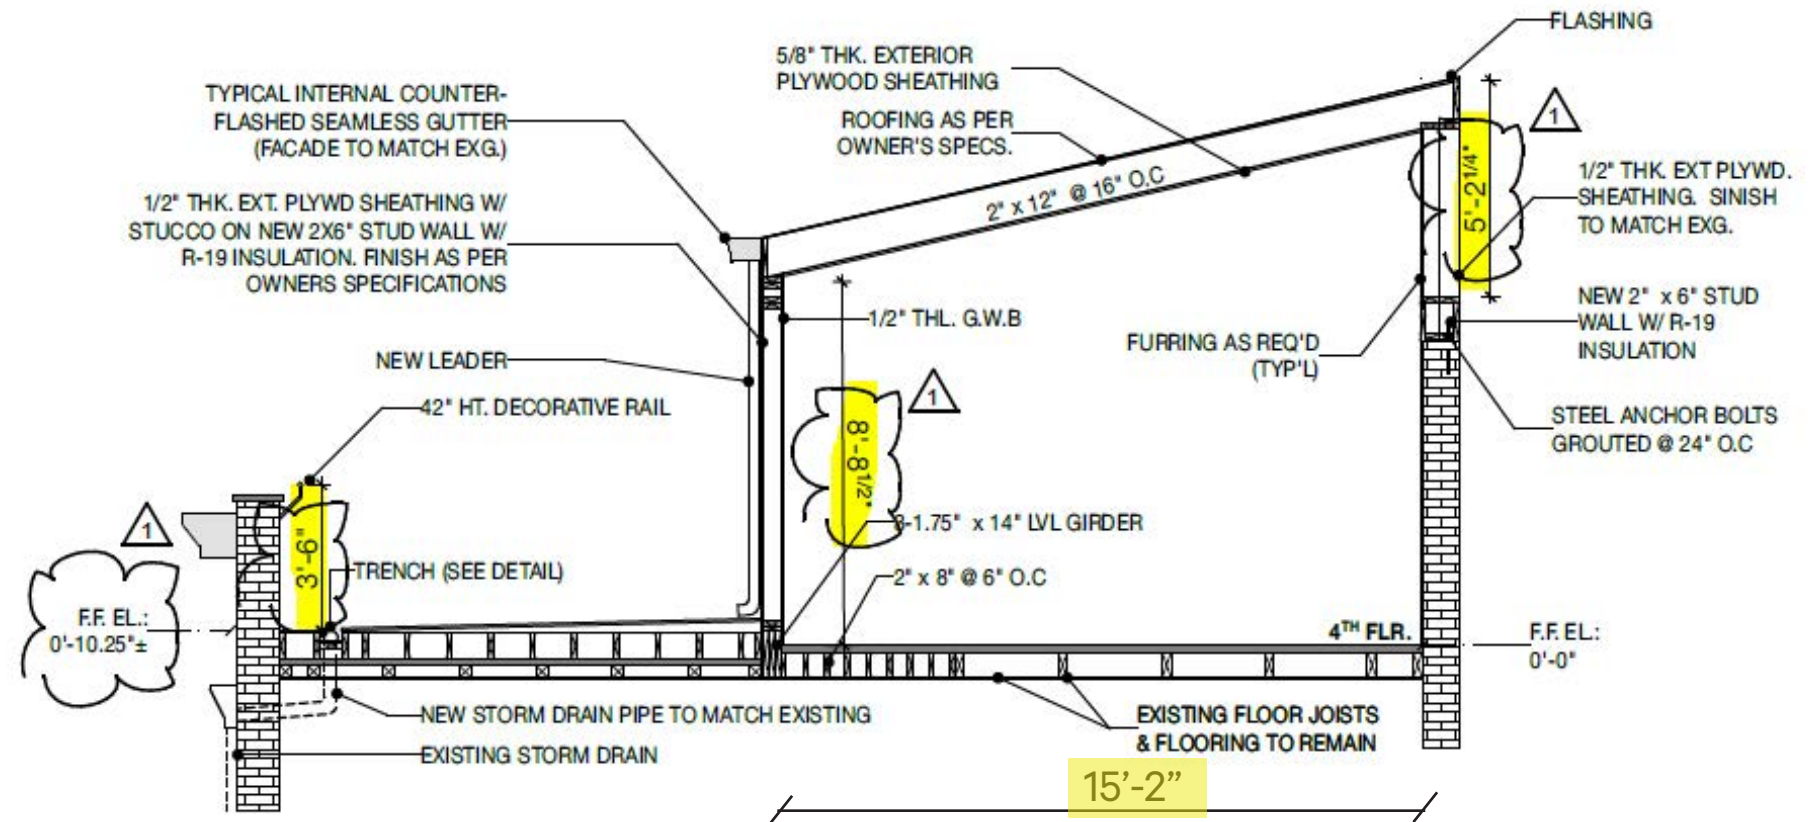 FLASHING
5/8" THK. EXTERIOR
PLYWOOD SHEATHING
TYPICAL INTERNAL COUNTER-
FLASHED SEAMLESS GUTTER
(FACADE TO MATCH EXG.)
ROOFING AS PER
OWNER'S SPECS.
1
2" x 12" @ 16" O.C
5'-2 1/4"
1/2" THK. EXT PLYWD.
SHEATHING. SINISH
TO MATCH EXG.
1/2" THK. EXT. PLYWD SHEATHING W/
STUCCO ON NEW 2X6" STUD WALL W/
R-19 INSULATION. FINISH AS PER
OWNERS SPECIFICATIONS
1/2" THL. G.W.B
NEW 2" x 6" STUD
WALL W/ R-19
INSULATION
FURRING AS REQ'D
(TYP'L)
NEW LEADER
1
42" HT. DECORATIVE RAIL
STEEL ANCHOR BOLTS
GROUTED @ 24" O.C
8'-8 1/2"
1
3'-6"
3-1.75" x 14" LVL GIRDER
TRENCH (SEE DETAIL)
2" x 8" @ 6" O.C
F.F. EL.:
0'-10.25"±
4TH FLR.
F.F. EL.:
0'-0"
NEW STORM DRAIN PIPE TO MATCH EXISTING
EXISTING STORM DRAIN
EXISTING FLOOR JOISTS
& FLOORING TO REMAIN
15'-2”